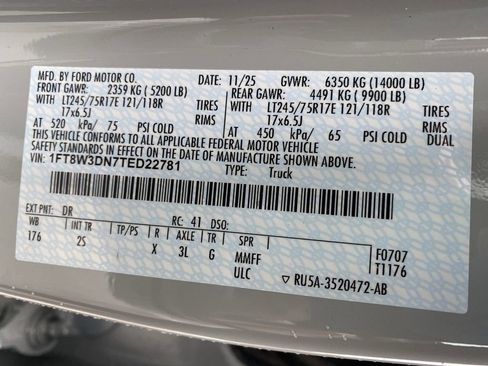 MFD. BY FORD MOTOR CO. DATE: 11/25 GVWR: 6350 KG (14000 LB)
FRONT GAWR: 2359 KG (5200 LB) REAR GAWR: 4491 KG (9900 LB)
WITH LT245/75R17E 121/118R TIRES WITH LT245/75R17E 121/118R TIRES
17x6.5J RIMS 17x6.5J RIMS
AT 520 kPa/ 75 PSI COLD AT 450 kPa/ 65 PSI COLD DUAL
THIS VEHICLE CONFORMS TO ALL APPLICABLE FEDERAL MOTOR VEHICLE
SAFETY STANDARDS IN EFFECT ON THE DATE OF MANUFACTURE SHOWN ABOVE.
VIN: 1FT8W3DN7TED22781 TYPE: Truck
EXT PNT: DR RC: 41 DSO:
WB INT TR TP/PS R AXLE TR SPR
176 2S X 3L G MMFF F0707
ULC T1176
RU5A-3520472-AB